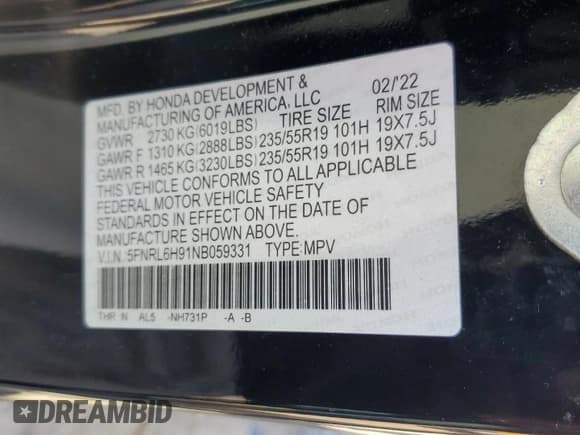 MFD. BY HONDA DEVELOPMENT &
MANUFACTURING OF AMERICA, LLC 02/'22
GVWR 2730 KG(6019LBS) TIRE SIZE RIM SIZE
GAWR F 1310 KG(2888LBS) 235/55R19 101H 19X7.5J
GAWR R 1465 KG(3230LBS) 235/55R19 101H 19X7.5J
THIS VEHICLE CONFORMS TO ALL APPLICABLE
FEDERAL MOTOR VEHICLE SAFETY
STANDARDS IN EFFECT ON THE DATE OF
MANUFACTURE SHOWN ABOVE.
V.I.N.:5FNRL6H91NB059331 TYPE:MPV
THR :N AL5 -NH731P -A -B
DREAMBID